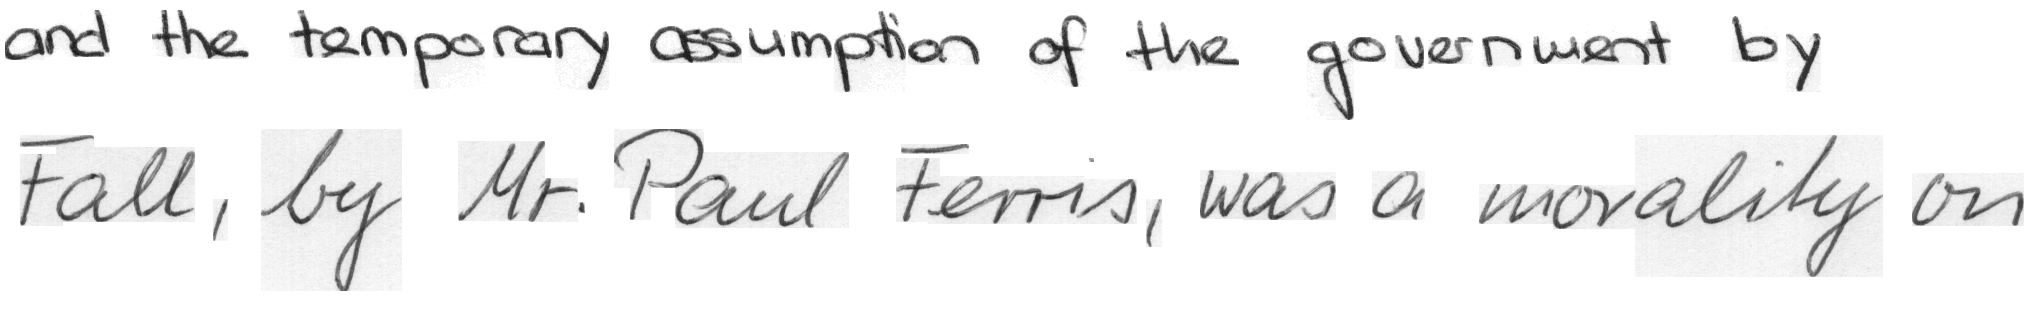 and the temporary assumption of the government by
Fall, by Mr. Paul Ferris, was a morality on